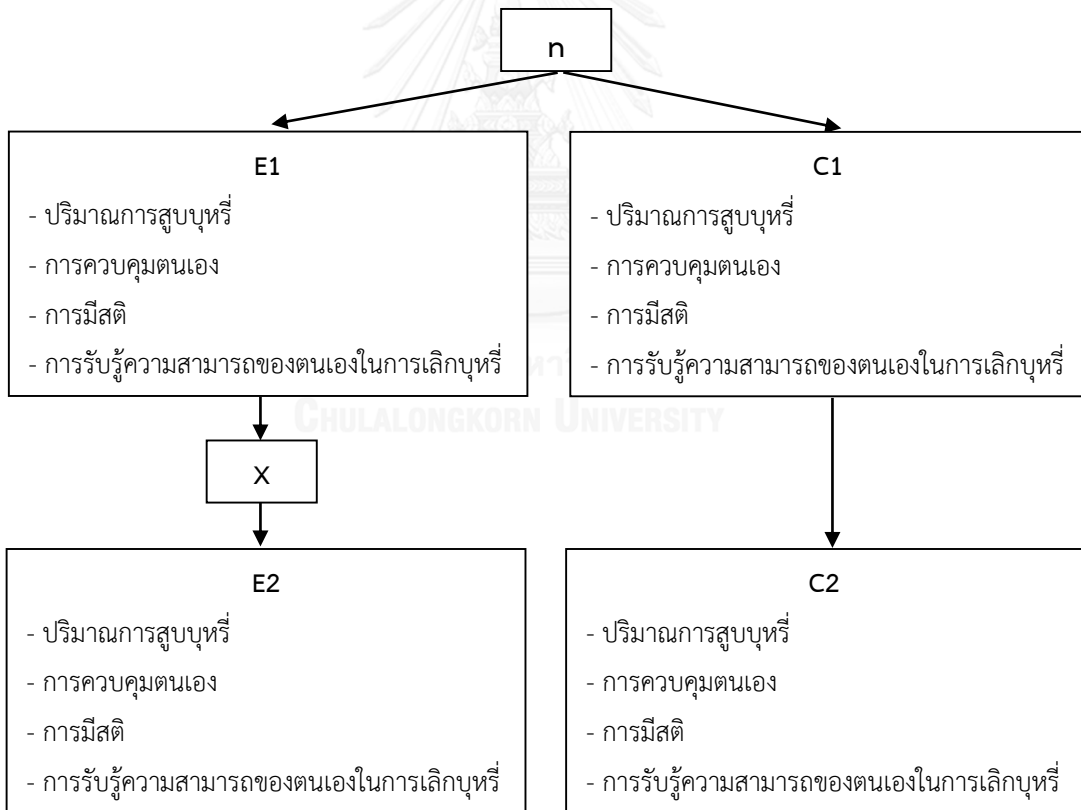 n
E1
- ปริมาณการสูบบุหรี่
- การควบคุมตนเอง
- การมีสติ
- การรับรู้ความสามารถของตนเองในการเลิกบุหรี่
C1
- ปริมาณการสูบบุหรี่
- การควบคุมตนเอง
- การมีสติ
- การรับรู้ความสามารถของตนเองในการเลิกบุหรี่
CHULALONGKORN UNIVERSITY
X
E2
- ปริมาณการสูบบุหรี่
- การควบคุมตนเอง
- การมีสติ
- การรับรู้ความสามารถของตนเองในการเลิกบุหรี่
C2
- ปริมาณการสูบบุหรี่
- การควบคุมตนเอง
- การมีสติ
- การรับรู้ความสามารถของตนเองในการเลิกบุหรี่